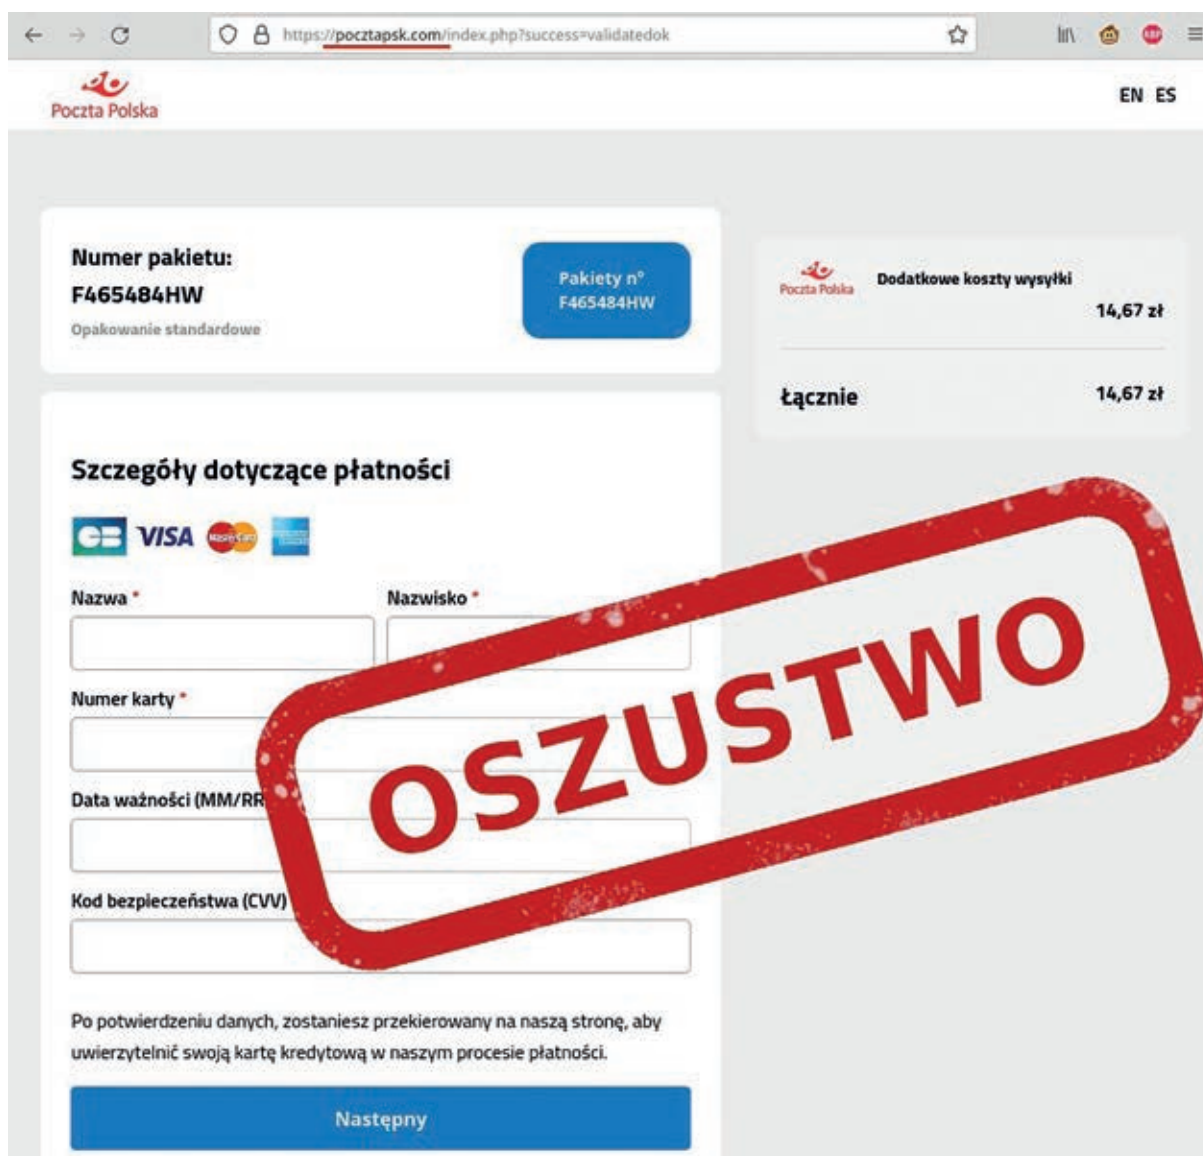 https://pocztapsk.com/index.php?success=validatedok
Poczta Polska
EN ES
Numer pakietu:
F465484HW
Opakowanie standardowe
Pakiety nº
F465484HW
Poczta Polska
Dodatkowe koszty wysyłki
14,67 zł
Łącznie
14,67 zł
Szczegóły dotyczące płatności
VISA MasterCard
Nazwa *
Nazwisko *
Numer karty *
Data ważności (MM/RR
Kod bezpieczeństwa (CVV)
OSZUSTWO
Po potwierdzeniu danych, zostaniesz przekierowany na naszą stronę, aby
uwierzytelnić swoją kartę kredytową w naszym procesie płatności.
Następny